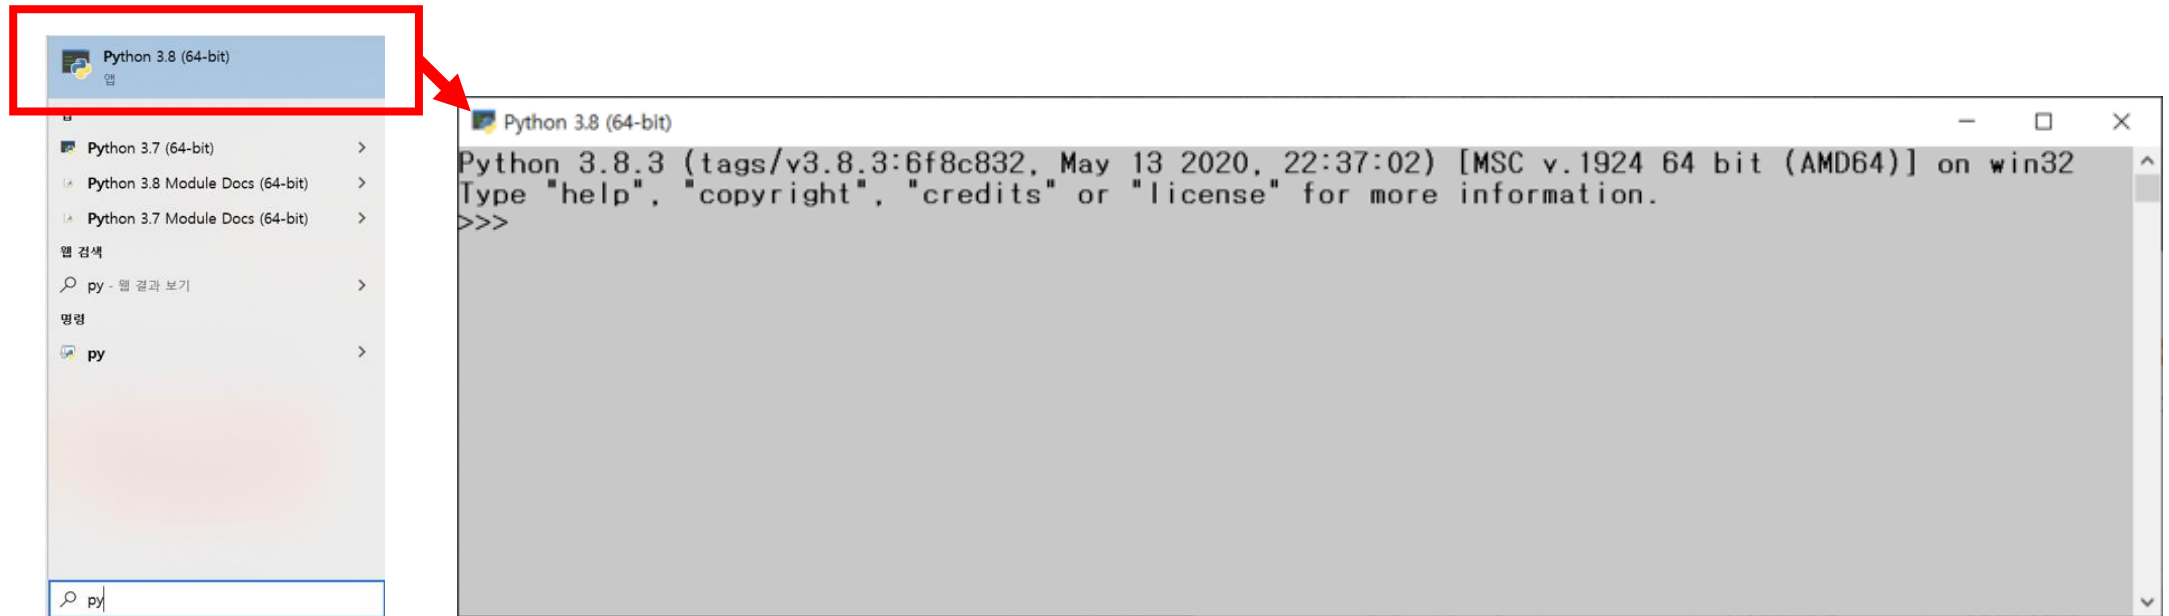 Python 3.8 (64-bit)
앱
Python 3.7 (64-bit)
Python 3.8 Module Docs (64-bit)
Python 3.7 Module Docs (64-bit)
웹 검색
py - 웹 결과 보기
명령
py
py
Python 3.8 (64-bit)
Python 3.8.3 (tags/v3.8.3:6f8c832, May 13 2020, 22:37:02) [MSC v.1924 64 bit (AMD64)] on win32
Type "help", "copyright", "credits" or "license" for more information.
>>>